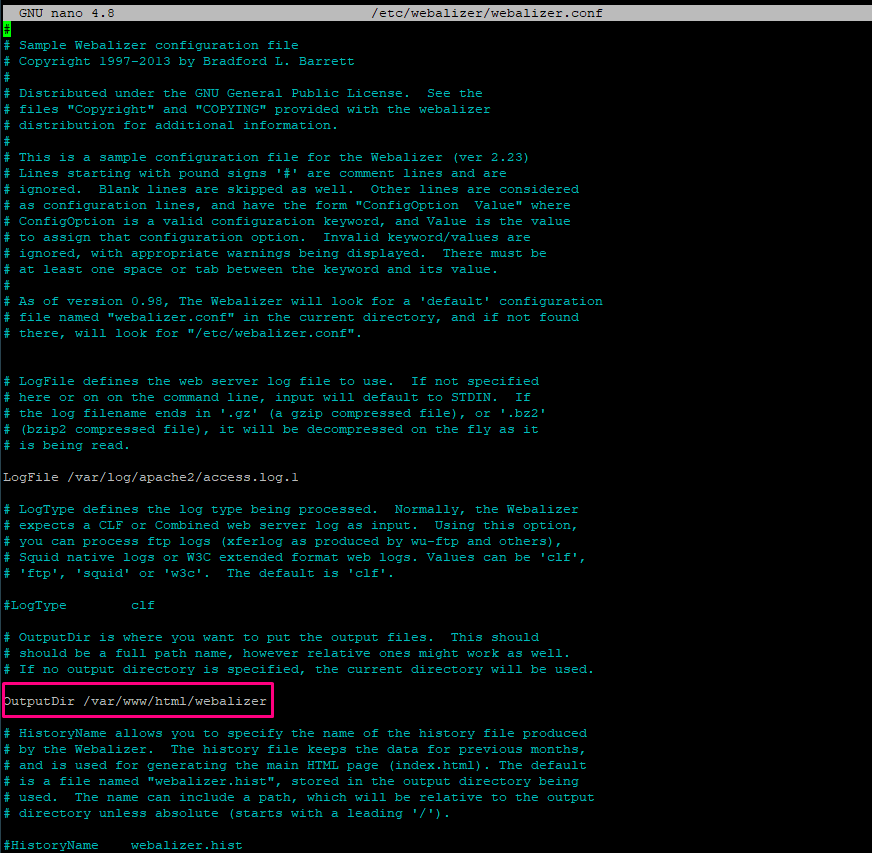 GNU nano 4.8 /etc/webalizer/webalizer.conf
#
# Sample Webalizer configuration file
# Copyright 1997-2013 by Bradford L. Barrett
#
# Distributed under the GNU General Public License.  See the
# files "Copyright" and "COPYING" provided with the webalizer
# distribution for additional information.
#
# This is a sample configuration file for the Webalizer (ver 2.23)
# Lines starting with pound signs '#' are comment lines and are
# ignored.  Blank lines are skipped as well.  Other lines are considered
# as configuration lines, and have the form "ConfigOption  Value" where
# ConfigOption is a valid configuration keyword, and Value is the value
# to assign that configuration option.  Invalid keyword/values are
# ignored, with appropriate warnings being displayed.  There must be
# at least one space or tab between the keyword and its value.
#
# As of version 0.98, The Webalizer will look for a 'default' configuration
# file named "webalizer.conf" in the current directory, and if not found
# there, will look for "/etc/webalizer.conf".
# LogFile defines the web server log file to use.  If not specified
# here or on on the command line, input will default to STDIN.  If
# the log filename ends in '.gz' (a gzip compressed file), or '.bz2'
# (bzip2 compressed file), it will be decompressed on the fly as it
# is being read.
LogFile /var/log/apache2/access.log.1
# LogType defines the log type being processed.  Normally, the Webalizer
# expects a CLF or Combined web server log as input.  Using this option,
# you can process ftp logs (xferlog as produced by wu-ftp and others),
# Squid native logs or W3C extended format web logs. Values can be 'clf',
# 'ftp', 'squid' or 'w3c'.  The default is 'clf'.
#LogType        clf
# OutputDir is where you want to put the output files.  This should
# should be a full path name, however relative ones might work as well.
# If no output directory is specified, the current directory will be used.
OutputDir /var/www/html/webalizer
# HistoryName allows you to specify the name of the history file produced
# by the Webalizer.  The history file keeps the data for previous months,
# and is used for generating the main HTML page (index.html). The default
# is a file named "webalizer.hist", stored in the output directory being
# used.  The name can include a path, which will be relative to the output
# directory unless absolute (starts with a leading '/').
#HistoryName    webalizer.hist